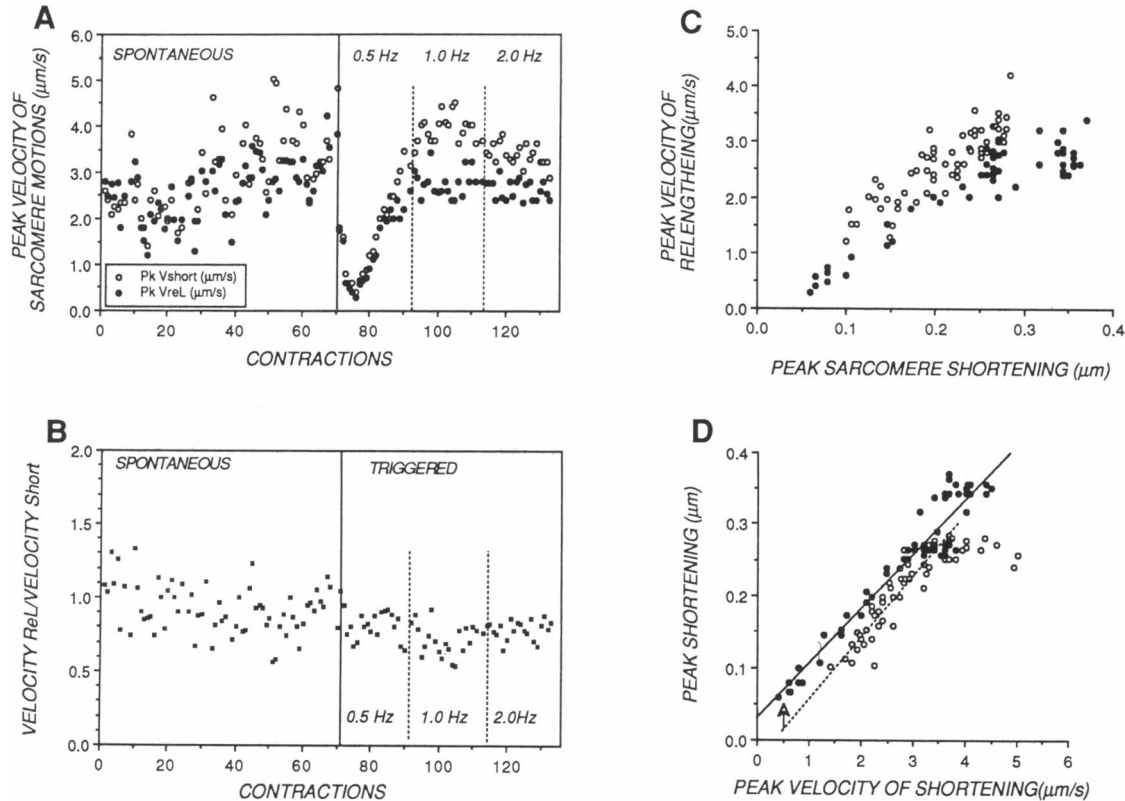 A
PEAK VELOCITY OF
SARCOMERE MOTIONS (μm/s)
6.0
5.0
4.0
3.0
2.0
1.0
0.0
SPONTANEOUS
0.5 Hz
1.0 Hz
2.0 Hz
Pk Vshort (μm/s)
Pk VreL (μm/s)
0
20
40
60
80
100
120
CONTRACTIONS
B
VELOCITY ReL/VELOCITY Short
2.0
1.5
1.0
0.5
0.0
SPONTANEOUS
TRIGGERED
0.5 Hz
1.0 Hz
2.0Hz
0
20
40
60
80
100
120
CONTRACTIONS
C
PEAK VELOCITY OF
RELENGTHEING(μm/s)
5.0
4.0
3.0
2.0
1.0
0.0
0.0
0.1
0.2
0.3
0.4
PEAK SARCOMERE SHORTENING (μm)
D
PEAK SHORTENING (μm)
0.4
0.3
0.2
0.1
0.0
0
1
2
3
4
5
6
PEAK VELOCITY OF SHORTENING(μm/s)